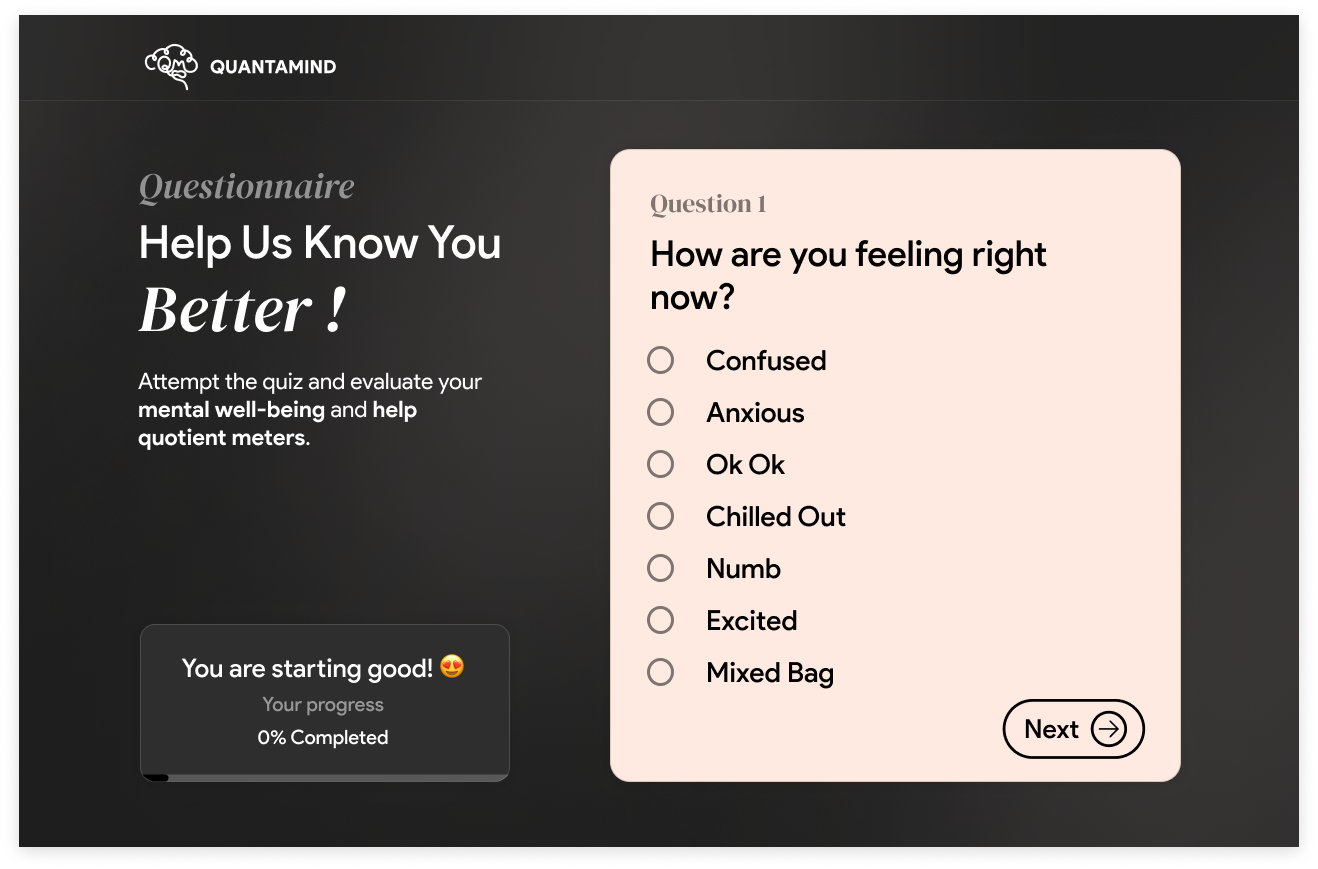 QM QUANTAMIND
Questionnaire
Help Us Know You
Better !
Attempt the quiz and evaluate your
mental well-being and help
quotient meters.
You are starting good! 😍
Your progress
0% Completed
Question 1
How are you feeling right
now?
Confused
Anxious
Ok Ok
Chilled Out
Numb
Excited
Mixed Bag
Next